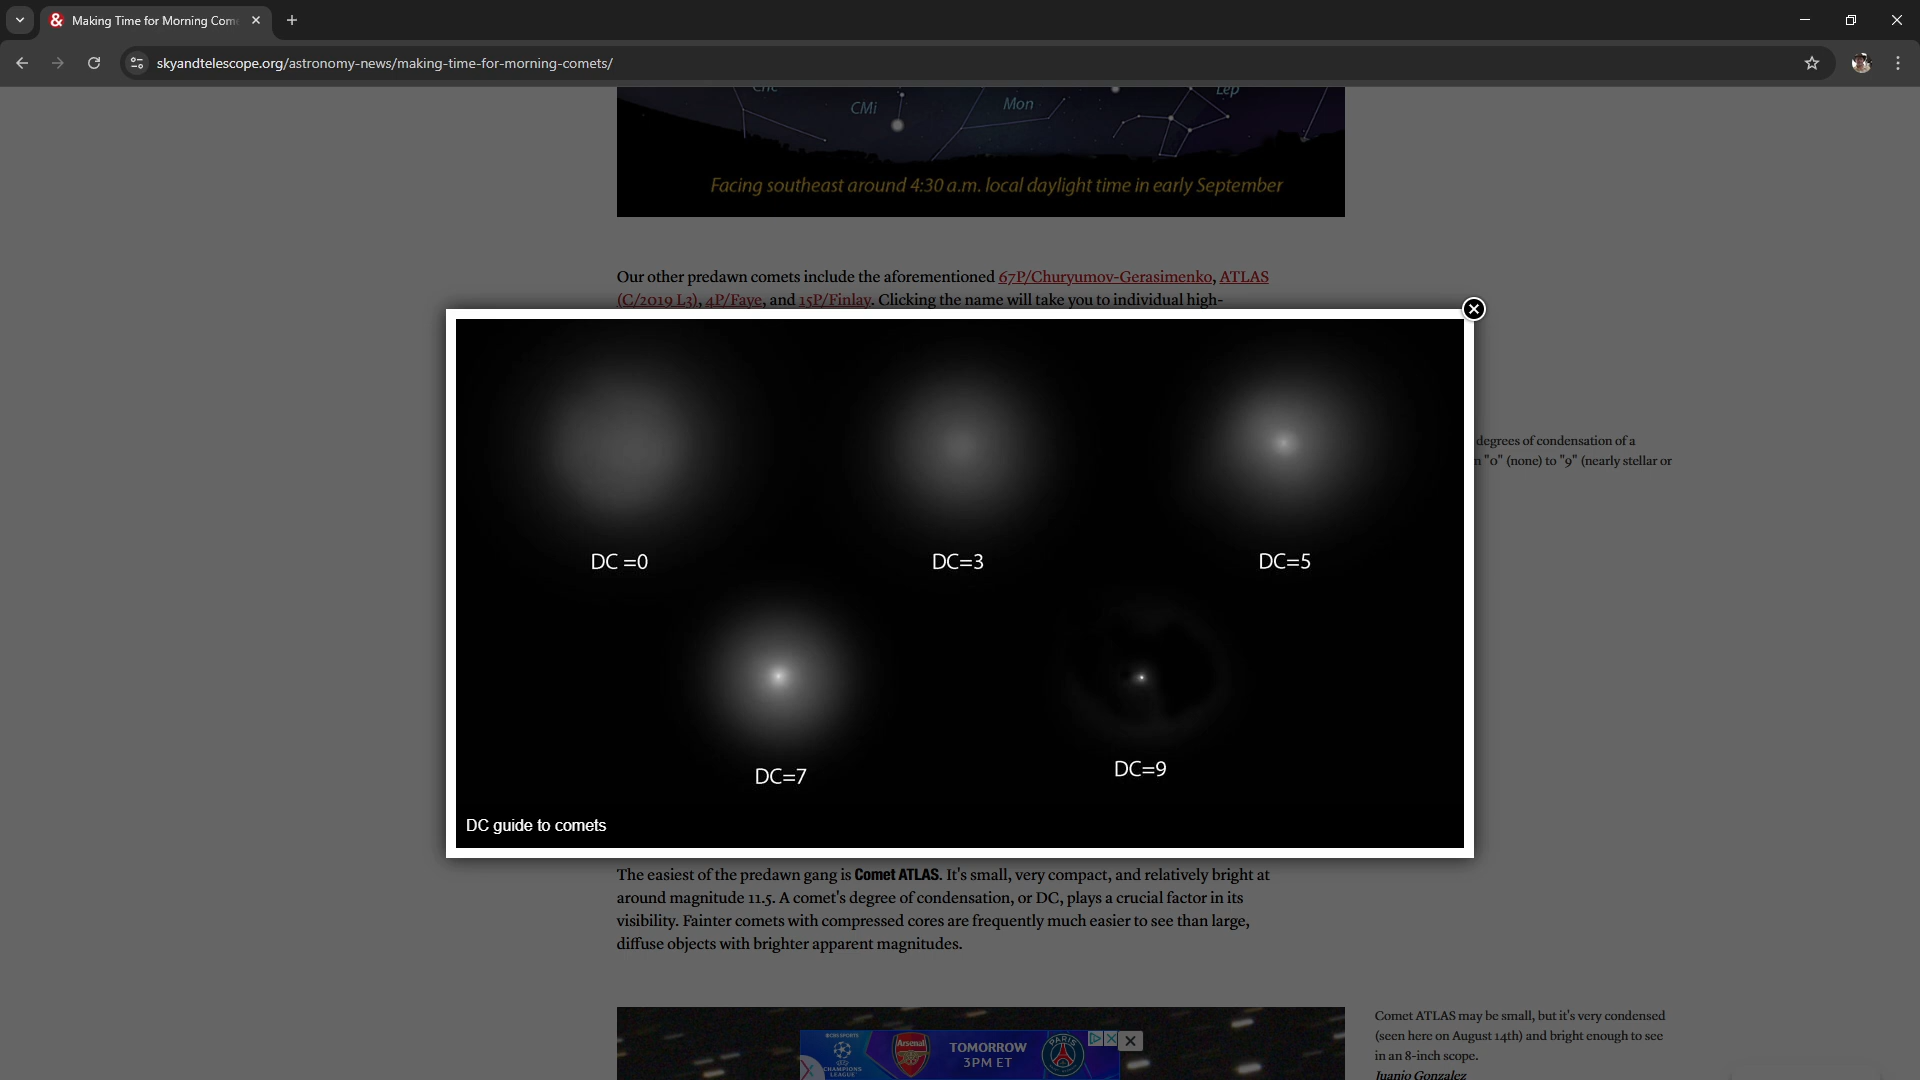 Making Time for Morning Com
skyandtelescope.org/astronomy-news/making-time-for-morning-comets/
Cnc
CMi
Mon
Lep
Facing southeast around 4:30 a.m. local daylight time in early September
Our other predawn comets include the aforementioned 67P/Churyumov-Gerasimenko, ATLAS
(C/2019 L3), 4P/Faye, and 15P/Finlay. Clicking the name will take you to individual high-
degrees of condensation of a
"0" (none) to "9" (nearly stellar or
DC =0
DC=3
DC=5
DC=7
DC=9
DC guide to comets
The easiest of the predawn gang is Comet ATLAS. It's small, very compact, and relatively bright at
around magnitude 11.5. A comet's degree of condensation, or DC, plays a crucial factor in its
visibility. Fainter comets with compressed cores are frequently much easier to see than large,
diffuse objects with brighter apparent magnitudes.
Comet ATLAS may be small, but it's very condensed
(seen here on August 14th) and bright enough to see
in an 8-inch scope.
Juanjo Gonzalez
CBS SPORTS
CHAMPIONS
LEAGUE
Arsenal
TOMORROW
3PM ET
PARIS